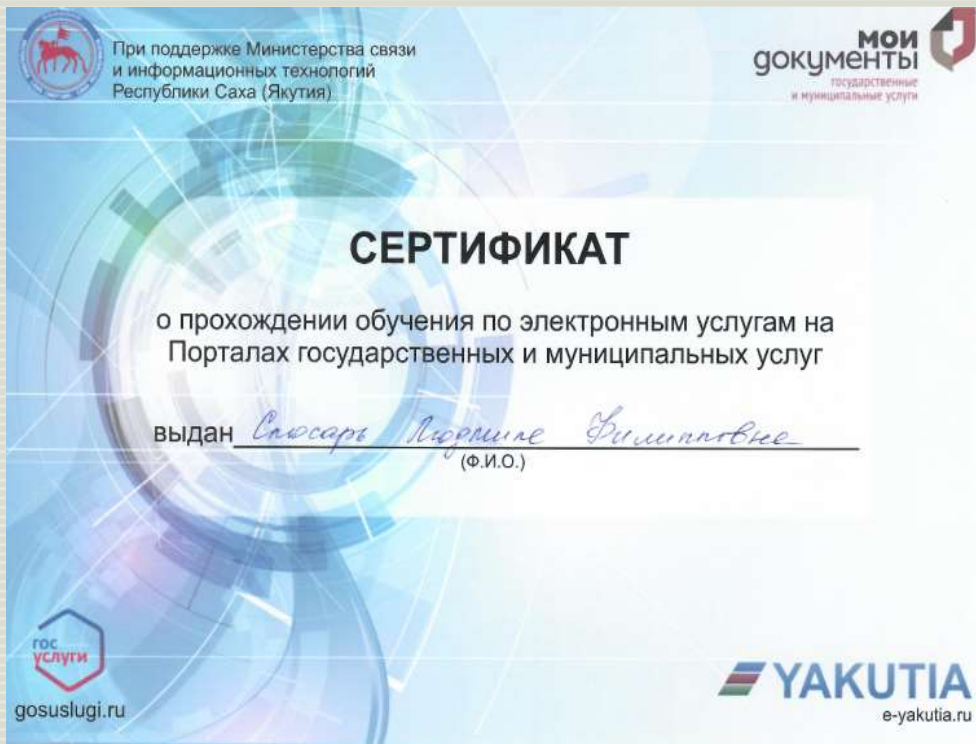 При поддержке Министерства связи
и информационных технологий
Республики Саха (Якутия)
мои
документы
государственные
и муниципальные услуги
СЕРТИФИКАТ
о прохождении обучения по электронным услугам на
Порталах государственных и муниципальных услуг
выдан Слюсарь Людмиле Филипповне
(Ф.И.О.)
гос
услуги
gosuslugi.ru
YAKUTIA
e-yakutia.ru